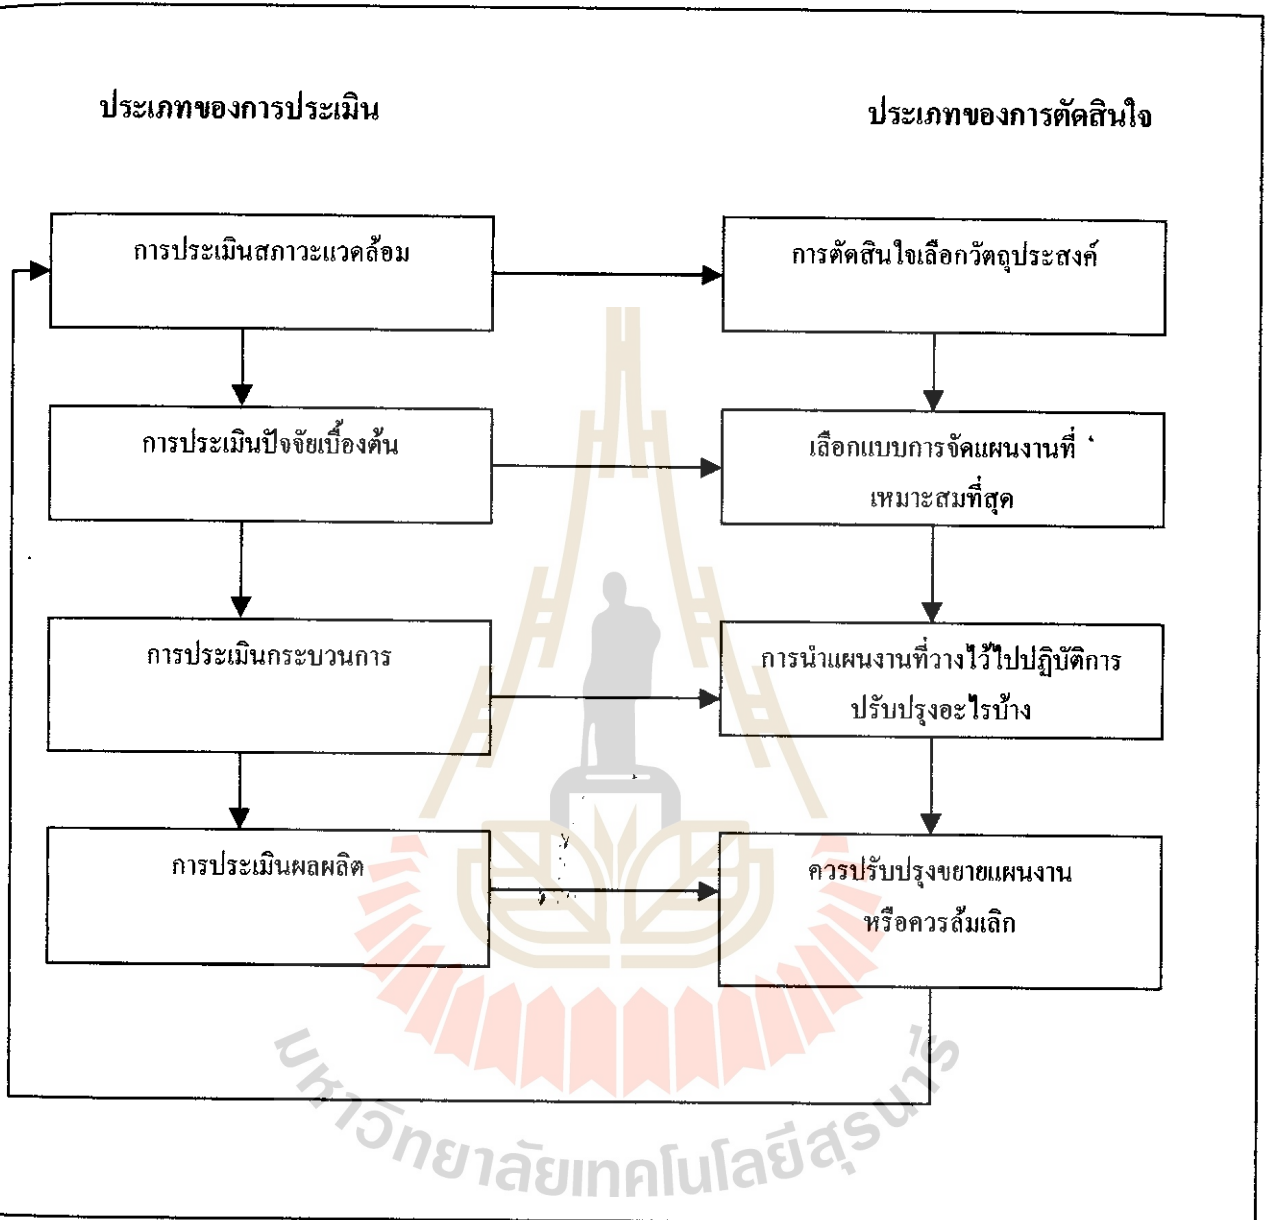 ประเภทของการประเมิน
ประเภทของการตัดสินใจ
การประเมินสภาวะแวดล้อม
การตัดสินใจเลือกวัตถุประสงค์
การประเมินปัจจัยเบื้องต้น
เลือกแบบการจัดแผนงานที่
เหมาะสมที่สุด
การประเมินกระบวนการ
การนำแผนงานที่วางไว้ไปปฏิบัติการ
ปรับปรุงอะไรบ้าง
การประเมินผลผลิต
ควรปรับปรุงขยายแผนงาน
หรือควรล้มเลิก
มหาวิทยาลัยเทคโนโลยีสุรนารี